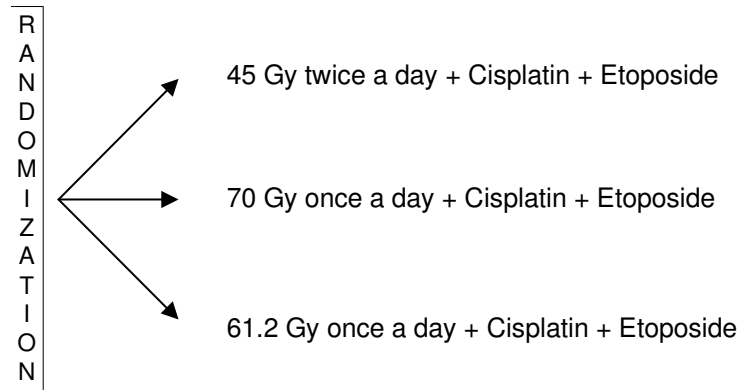 RANDOMIZATION
45 Gy twice a day + Cisplatin + Etoposide
70 Gy once a day + Cisplatin + Etoposide
61.2 Gy once a day + Cisplatin + Etoposide